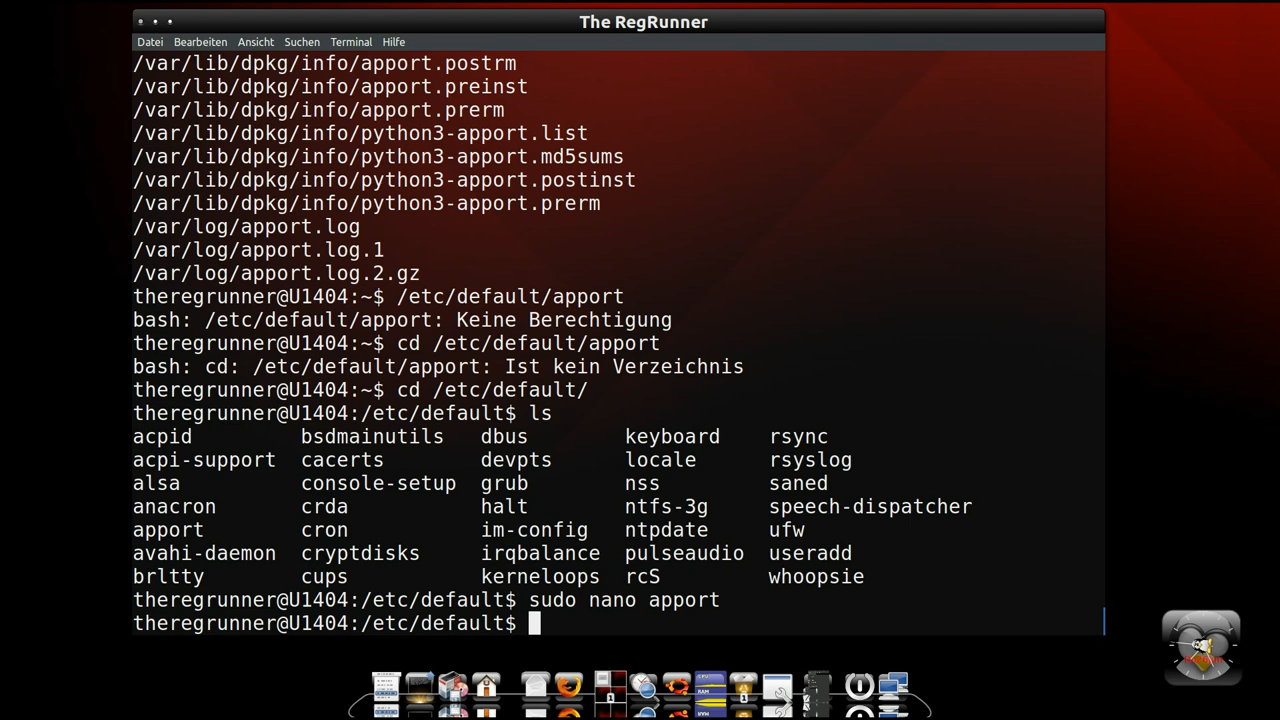 The RegRunner
Datei Bearbeiten Ansicht Suchen Terminal Hilfe
/var/lib/dpkg/info/apport.postrm
/var/lib/dpkg/info/apport.preinst
/var/lib/dpkg/info/apport.prerm
/var/lib/dpkg/info/python3-apport.list
/var/lib/dpkg/info/python3-apport.md5sums
/var/lib/dpkg/info/python3-apport.postinst
/var/lib/dpkg/info/python3-apport.prerm
/var/log/apport.log
/var/log/apport.log.1
/var/log/apport.log.2.gz
theregrunner@U1404:~$ /etc/default/apport
bash: /etc/default/apport: Keine Berechtigung
theregrunner@U1404:~$ cd /etc/default/apport
bash: cd: /etc/default/apport: Ist kein Verzeichnis
theregrunner@U1404:~$ cd /etc/default/
theregrunner@U1404:/etc/default$ ls
acpid bsdmainutils dbus keyboard rsync
acpi-support cacerts devpts locale rsyslog
alsa console-setup grub nss saned
anacron crda halt ntfs-3g speech-dispatcher
apport cron im-config ntpdate ufw
avahi-daemon cryptdisks irqbalance pulseaudio useradd
brltty cups kerneloops rcS whoopsie
theregrunner@U1404:/etc/default$ sudo nano apport
theregrunner@U1404:/etc/default$